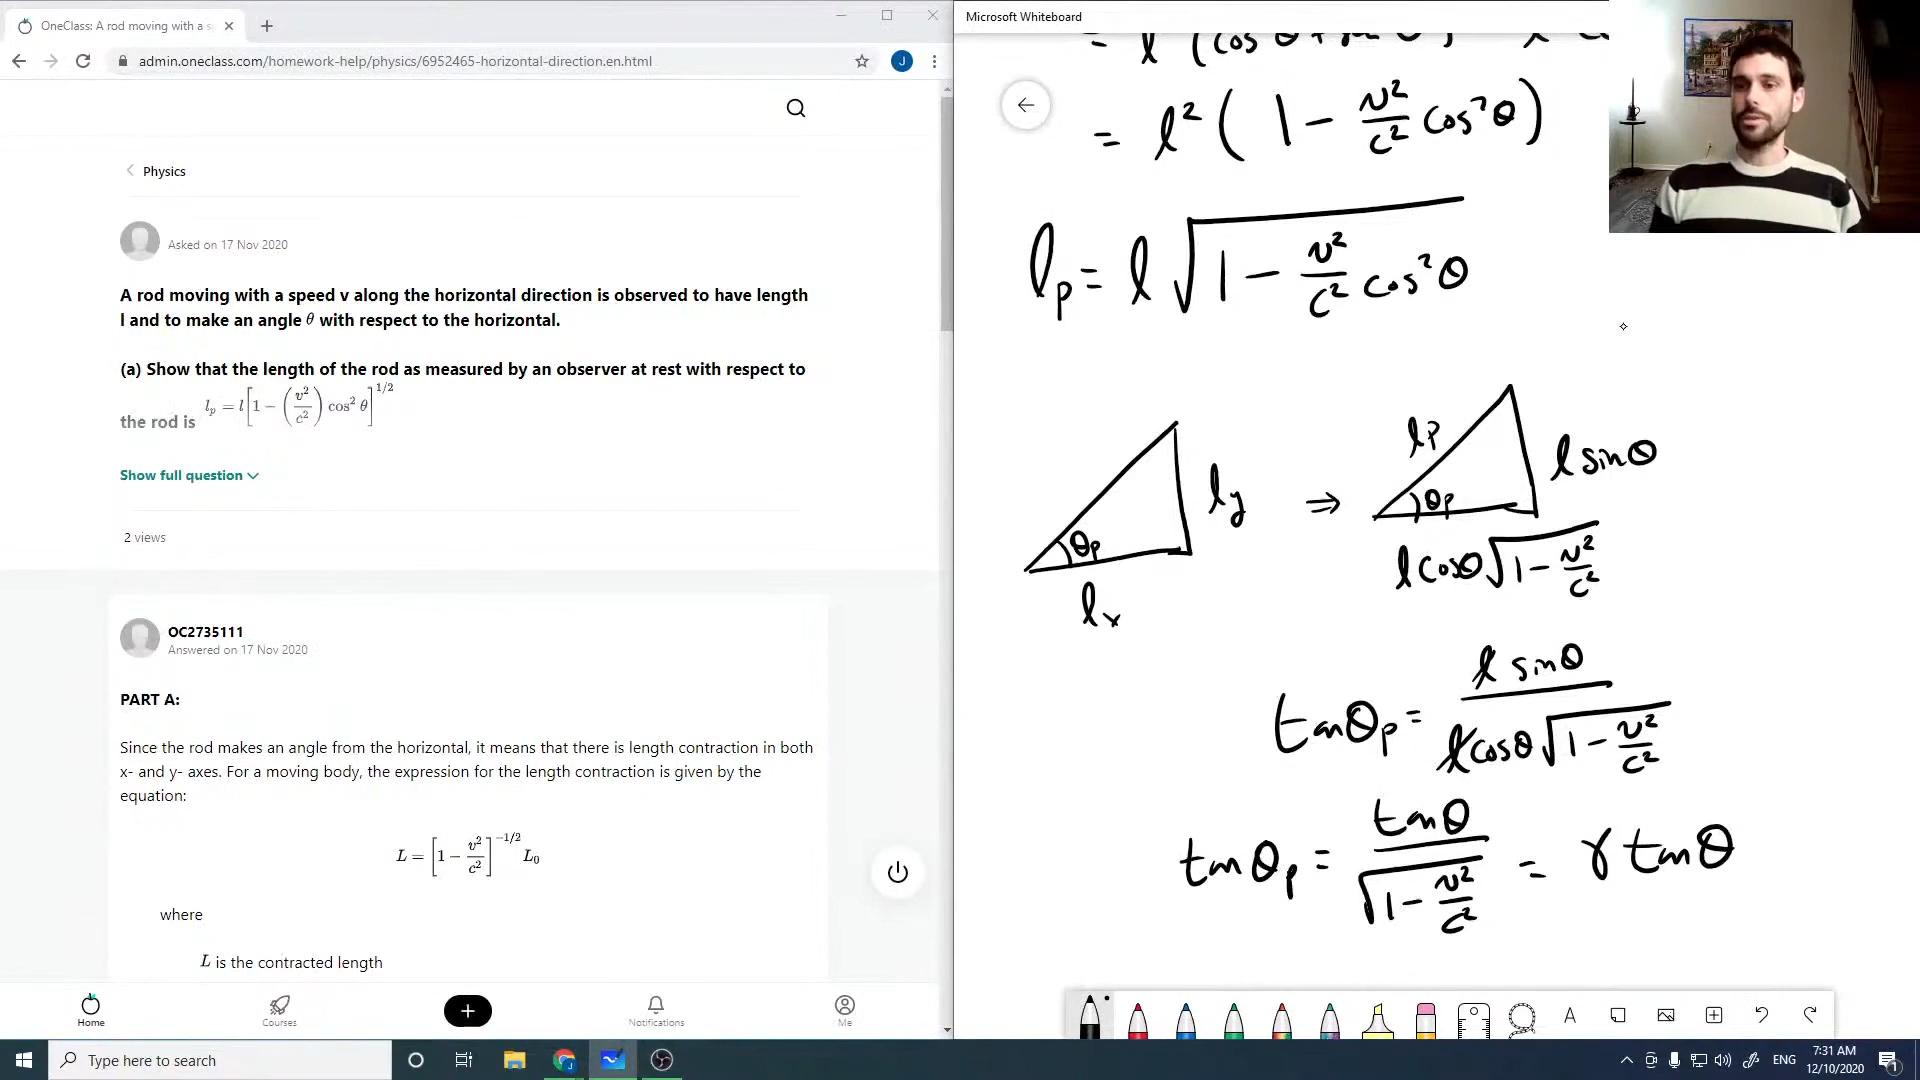 OneClass: A rod moving with a s
admin.oneclass.com/homework-help/physics/6952465-horizontal-direction.en.html
J
Physics
Asked on 17 Nov 2020
A rod moving with a speed v along the horizontal direction is observed to have length
l and to make an angle θ with respect to the horizontal.
(a) Show that the length of the rod as measured by an observer at rest with respect to
the rod is l_p = l[1 − (v²/c²) cos² θ]^1/2
Show full question
2 views
OC2735111
Answered on 17 Nov 2020
PART A:
Since the rod makes an angle from the horizontal, it means that there is length contraction in both
x- and y- axes. For a moving body, the expression for the length contraction is given by the
equation:
L = [1 − v²/c²]^−1/2 L₀
where
L is the contracted length
Home
Courses
Notifications
Me
Microsoft Whiteboard
= l² (1 − v²/c² cos²θ)
l_p = l √(1 − v²/c² cos²θ)
θ_p
l_y
l_x
⇒
l_p
θ_p
l sinθ
l cosθ √(1 − v²/c²)
tanθ_p = l sinθ / l cosθ √(1 − v²/c²)
tanθ_p = tanθ / √(1 − v²/c²) = γ tanθ
A
Type here to search
J
ENG
7:31 AM
12/10/2020
1